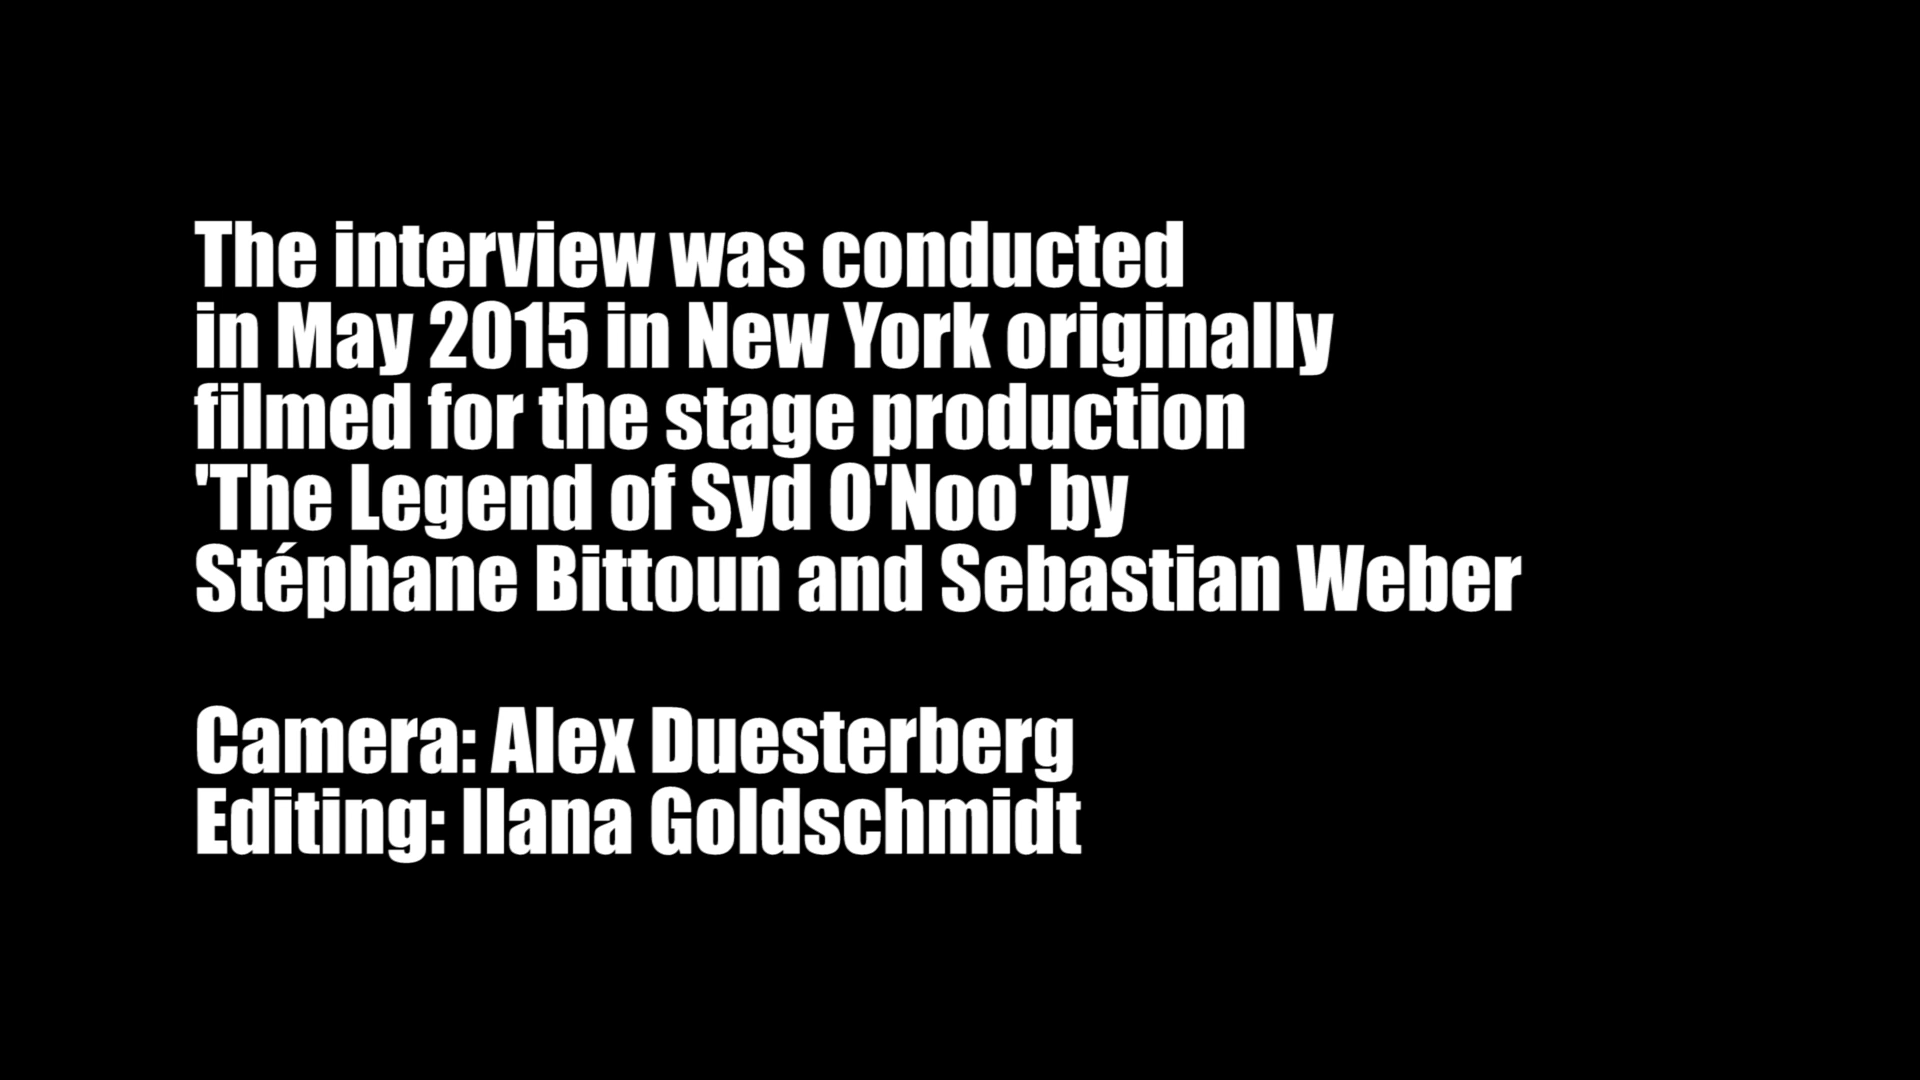 The interview was conducted
in May 2015 in New York originally
filmed for the stage production
'The Legend of Syd O'Noo' by
Stéphane Bittoun and Sebastian Weber
Camera: Alex Duesterberg
Editing: Ilana Goldschmidt